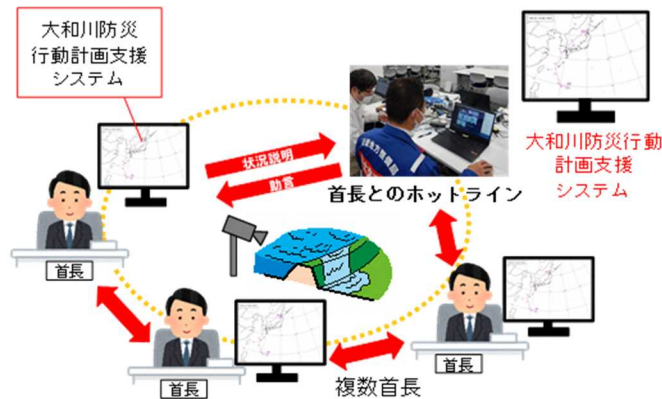 大和川防災
行動計画支援
システム
大和川防災行動
計画支援
システム
状況説明
助言
首長とのホットライン
首長
首長
首長
複数首長